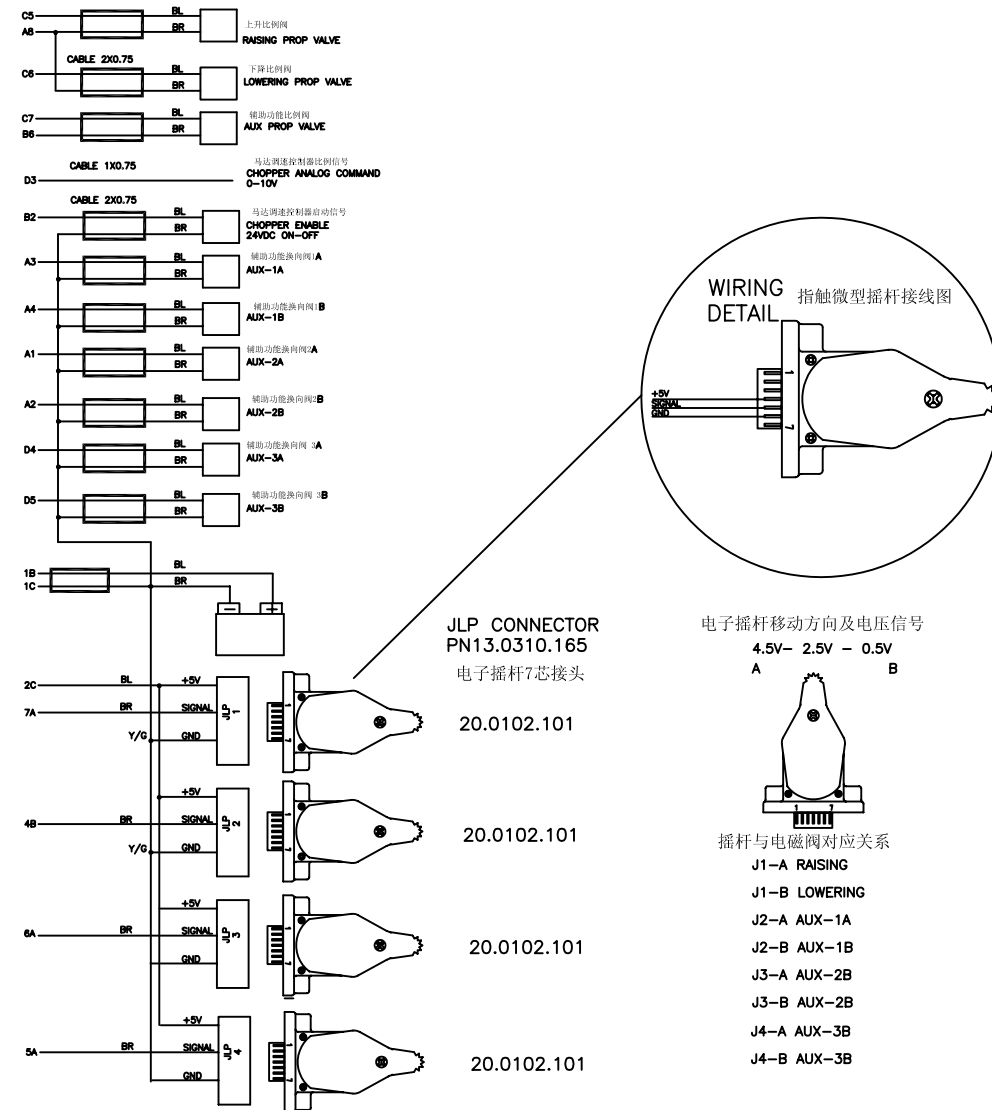 C5 BL 上升比例阀
A8 BR RAISING PROP VALVE
CABLE 2X0.75
C6 BL 下降比例阀
BR LOWERING PROP VALVE
C7 BL 辅助功能比例阀
B6 BR AUX PROP VALVE
马达调速控制器比例信号
CABLE 1X0.75
CHOPPER ANALOG COMMAND
D3 0-10V
CABLE 2X0.75
B2 BL 马达调速控制器启动信号
BR CHOPPER ENABLE
24VDC ON-OFF
A3 BL 辅助功能换向阀1A
BR AUX-1A
A4 BL 辅助功能换向阀1B
BR AUX-1B
A1 BL 辅助功能换向阀2A
BR AUX-2A
A2 BL 辅助功能换向阀2B
BR AUX-2B
D4 BL 辅助功能换向阀 3A
BR AUX-3A
D5 BL 辅助功能换向阀 3B
BR AUX-3B
1B BL
1C BR
- +
WIRING
DETAIL
指触微型摇杆接线图
+5V
SIGNAL
GND
1
7
JLP CONNECTOR
PN13.0310.165
电子摇杆7芯接头
2C BL +5V
7A BR SIGNAL
Y/G GND
JLP
1
1
7
20.0102.101
+5V
4B BR SIGNAL
Y/G GND
JLP
2
1
7
20.0102.101
+5V
6A BR SIGNAL
GND
JLP
3
1
7
20.0102.101
+5V
5A BR SIGNAL
GND
JLP
4
1
7
20.0102.101
电子摇杆移动方向及电压信号
4.5V- 2.5V - 0.5V
A B
1 7
摇杆与电磁阀对应关系
J1-A RAISING
J1-B LOWERING
J2-A AUX-1A
J2-B AUX-1B
J3-A AUX-2B
J3-B AUX-2B
J4-A AUX-3B
J4-B AUX-3B